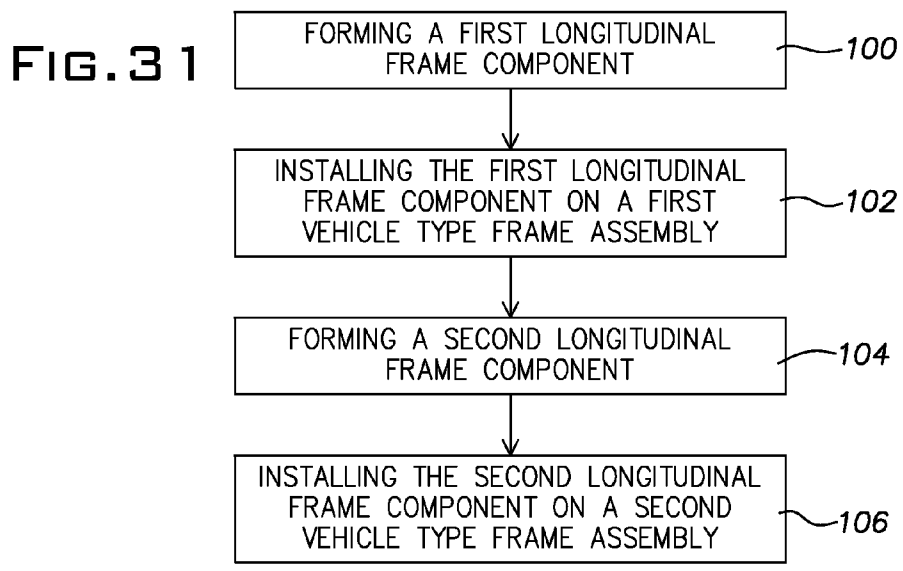 FIG.31
FORMING A FIRST LONGITUDINAL
FRAME COMPONENT
100
INSTALLING THE FIRST LONGITUDINAL
FRAME COMPONENT ON A FIRST
VEHICLE TYPE FRAME ASSEMBLY
102
FORMING A SECOND LONGITUDINAL
FRAME COMPONENT
104
INSTALLING THE SECOND LONGITUDINAL
FRAME COMPONENT ON A SECOND
VEHICLE TYPE FRAME ASSEMBLY
106